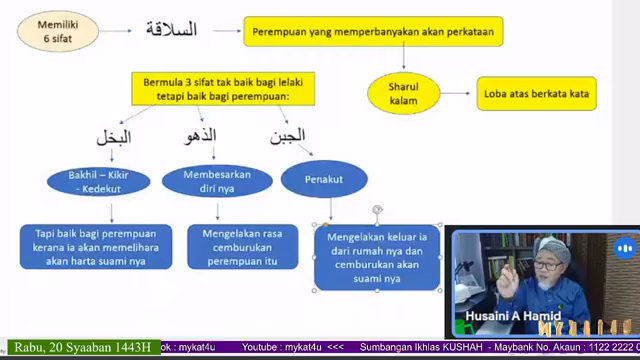 Memiliki
6 sifat
السلاقة
Perempuan yang memperbanyakan akan perkataan
Bermula 3 sifat tak baik bagi lelaki
tetapi baik bagi perempuan:
Sharul
kalam
Loba atas berkata kata
البخل
الذهو
الجبن
Bakhil – Kikir
- Kedekut
Membesarkan
diri nya
Penakut
Tapi baik bagi perempuan
kerana ia akan memelihara
akan harta suami nya
Mengelakan rasa
cemburukan
perempuan itu
Mengelakan keluar ia
dari rumah nya dan
cemburukan akan
suami nya
Husaini A Hamid
Rabu, 20 Syaaban 1443H
ok : mykat4u Youtube : mykat4u <<< Sumbangan Ikhlas KUSHAH - Maybank No. Akaun : 1122 2222 0